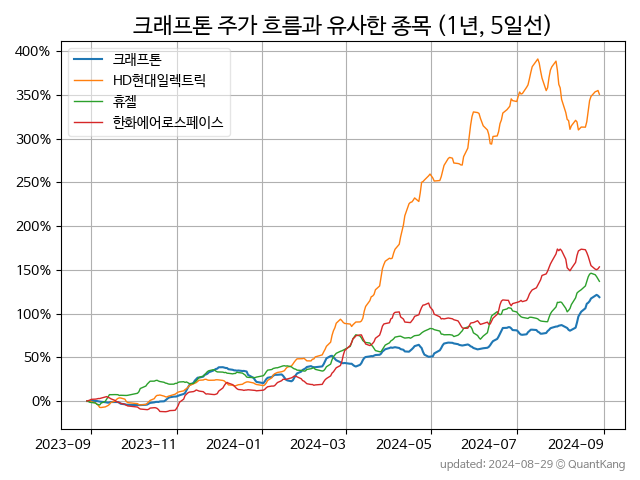 크래프톤 주가 흐름과 유사한 종목 (1년, 5일선)
크래프톤
HD현대일렉트릭
휴젤
한화에어로스페이스
400%
350%
300%
250%
200%
150%
100%
50%
0%
2023-09 2023-11 2024-01 2024-03 2024-05 2024-07 2024-09
updated: 2024-08-29 © QuantKang